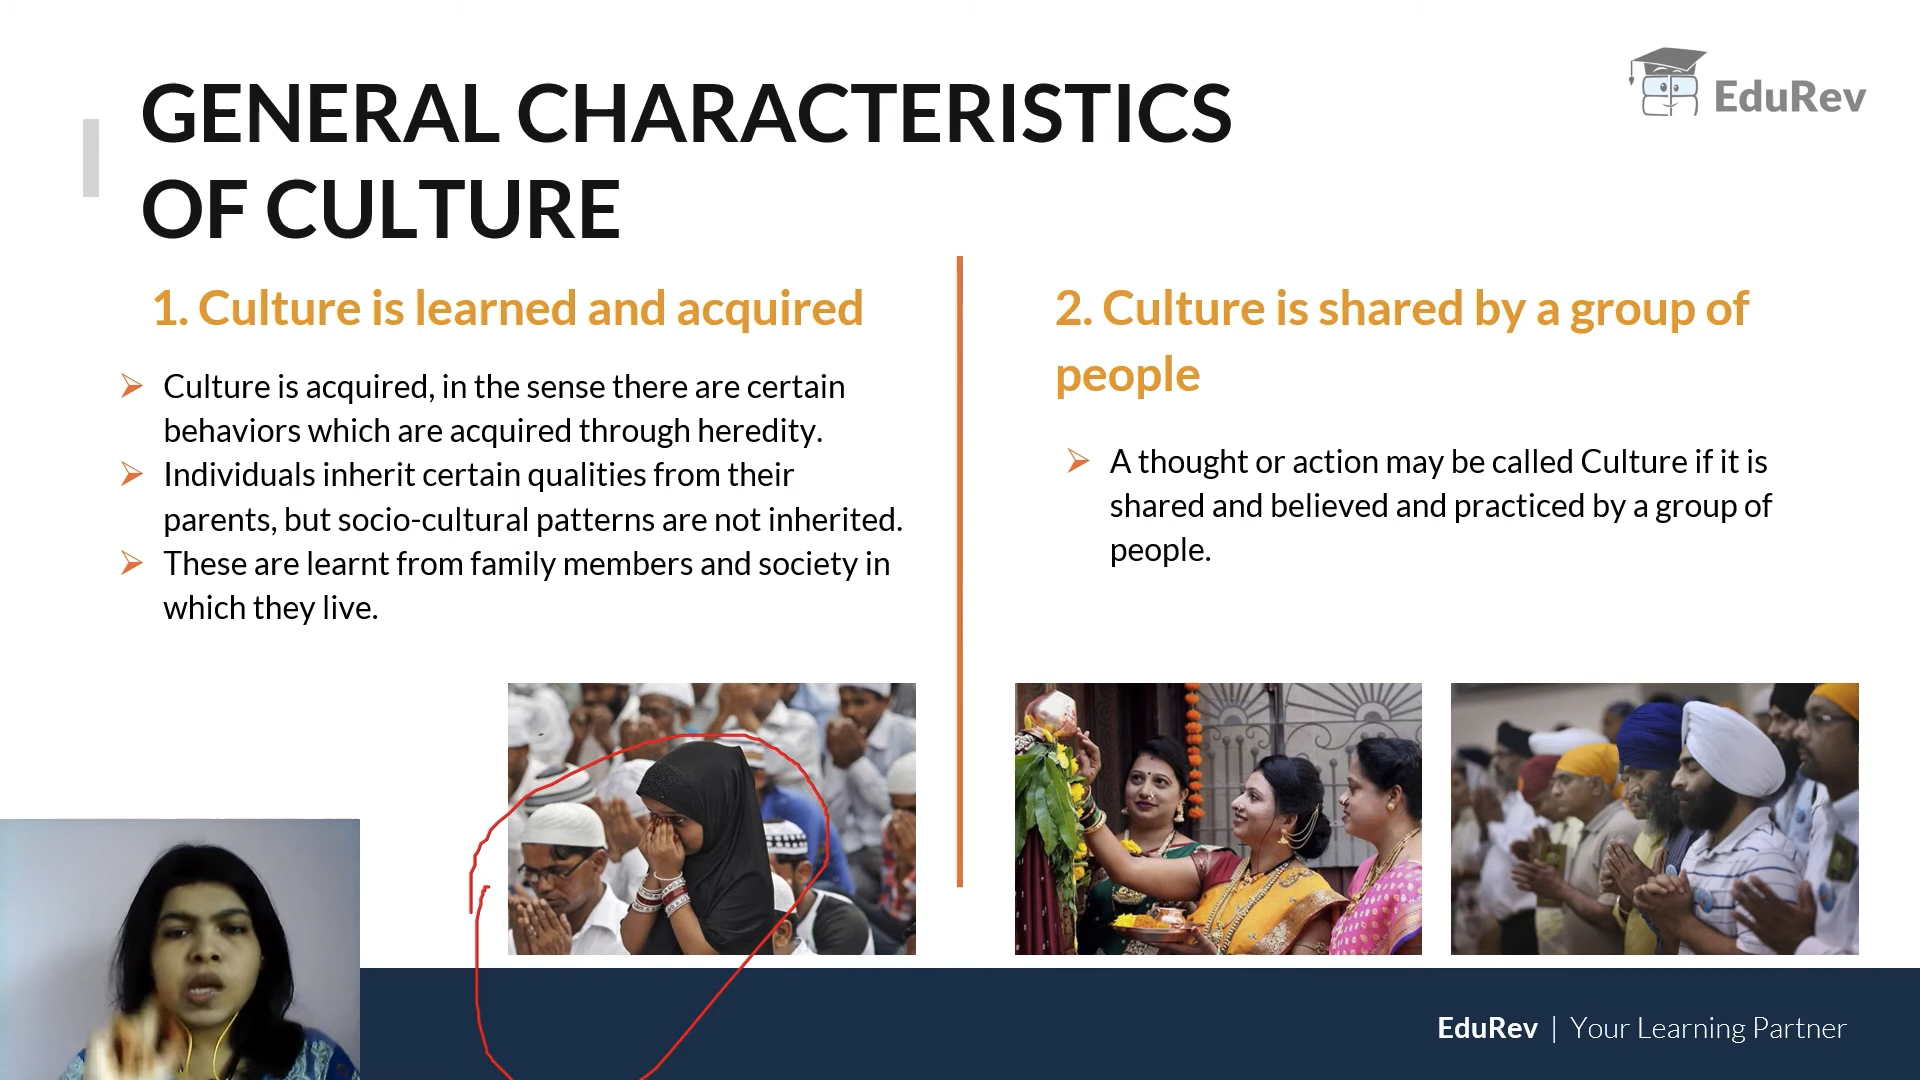 GENERAL CHARACTERISTICS
OF CULTURE
EduRev
1. Culture is learned and acquired
➢ Culture is acquired, in the sense there are certain
behaviors which are acquired through heredity.
➢ Individuals inherit certain qualities from their
parents, but socio-cultural patterns are not inherited.
➢ These are learnt from family members and society in
which they live.
2. Culture is shared by a group of
people
➢ A thought or action may be called Culture if it is
shared and believed and practiced by a group of
people.
EduRev | Your Learning Partner